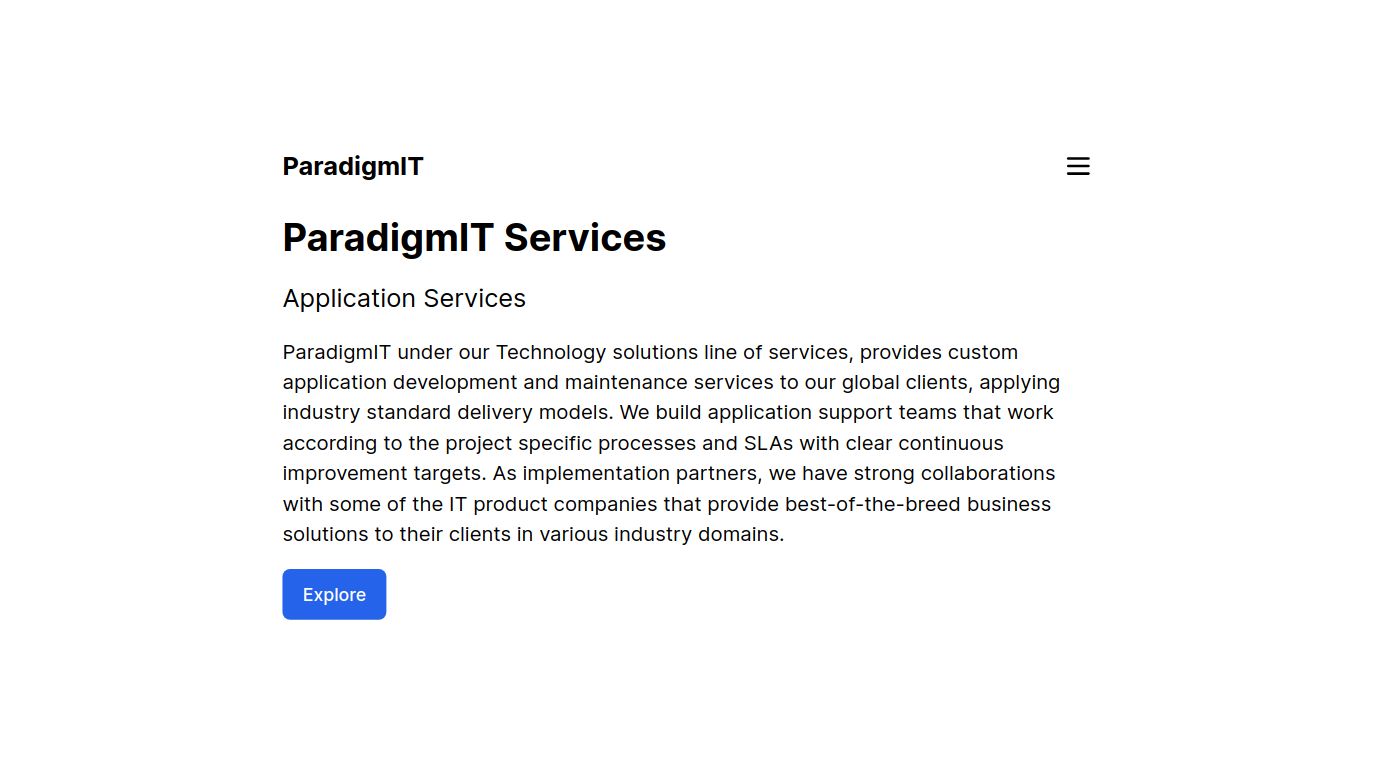 ParadigmIT
ParadigmIT Services
Application Services
ParadigmIT under our Technology solutions line of services, provides custom
application development and maintenance services to our global clients, applying
industry standard delivery models. We build application support teams that work
according to the project specific processes and SLAs with clear continuous
improvement targets. As implementation partners, we have strong collaborations
with some of the IT product companies that provide best-of-the-breed business
solutions to their clients in various industry domains.
Explore